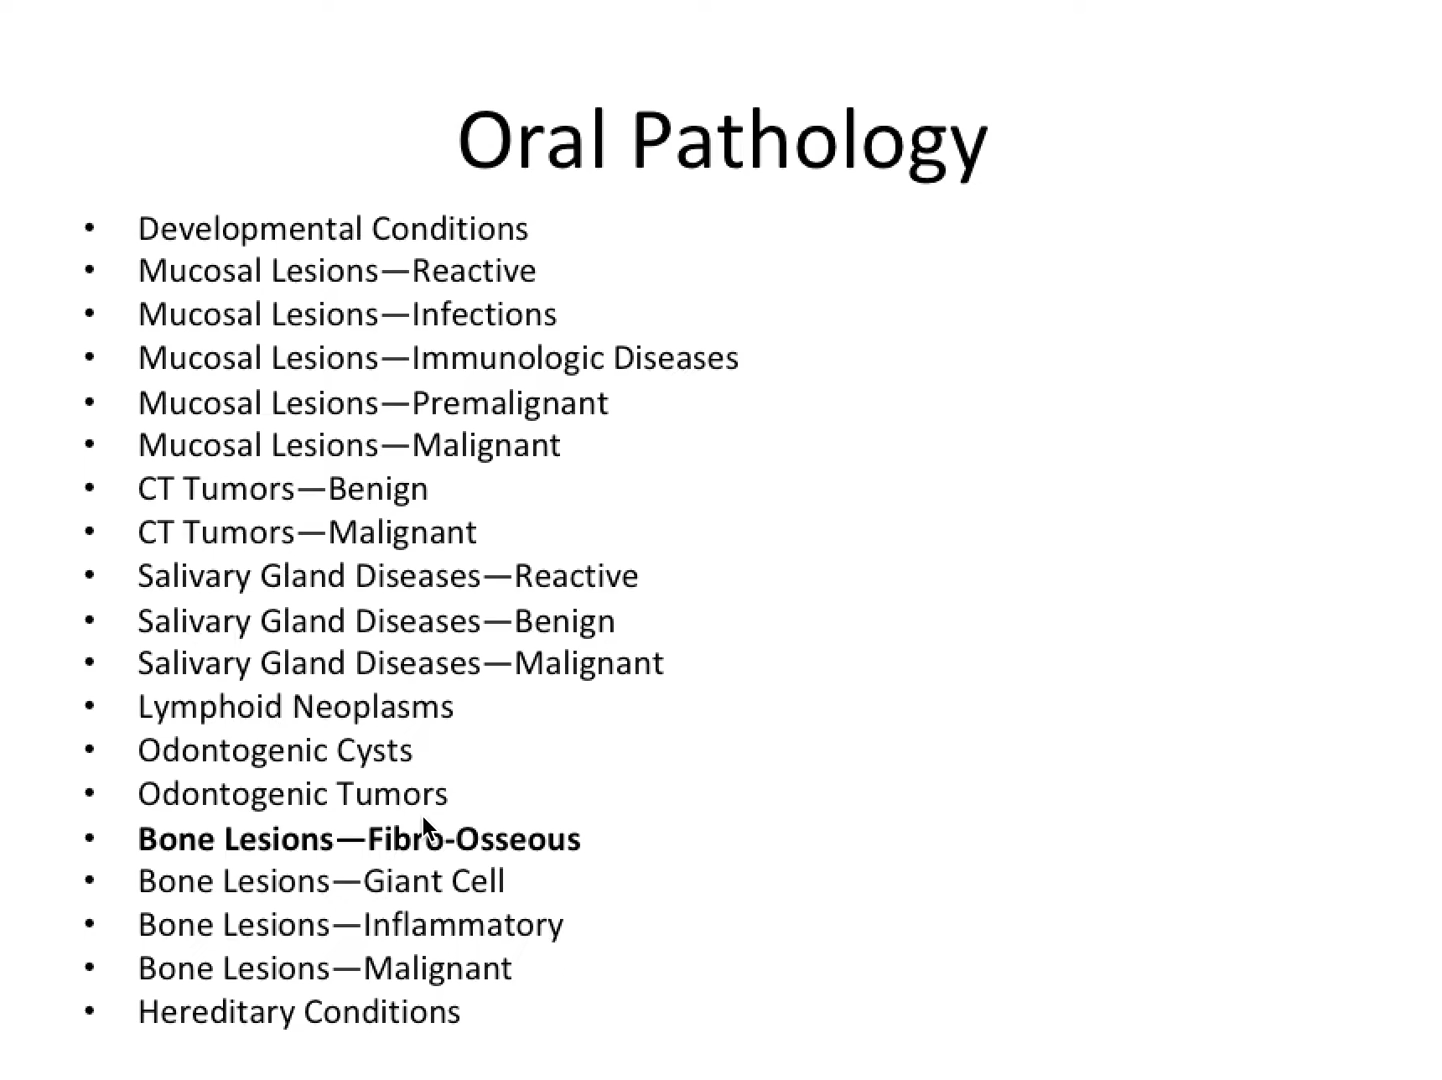 Oral Pathology
• Developmental Conditions
• Mucosal Lesions—Reactive
• Mucosal Lesions—Infections
• Mucosal Lesions—Immunologic Diseases
• Mucosal Lesions—Premalignant
• Mucosal Lesions—Malignant
• CT Tumors—Benign
• CT Tumors—Malignant
• Salivary Gland Diseases—Reactive
• Salivary Gland Diseases—Benign
• Salivary Gland Diseases—Malignant
• Lymphoid Neoplasms
• Odontogenic Cysts
• Odontogenic Tumors
• Bone Lesions—Fibro-Osseous
• Bone Lesions—Giant Cell
• Bone Lesions—Inflammatory
• Bone Lesions—Malignant
• Hereditary Conditions